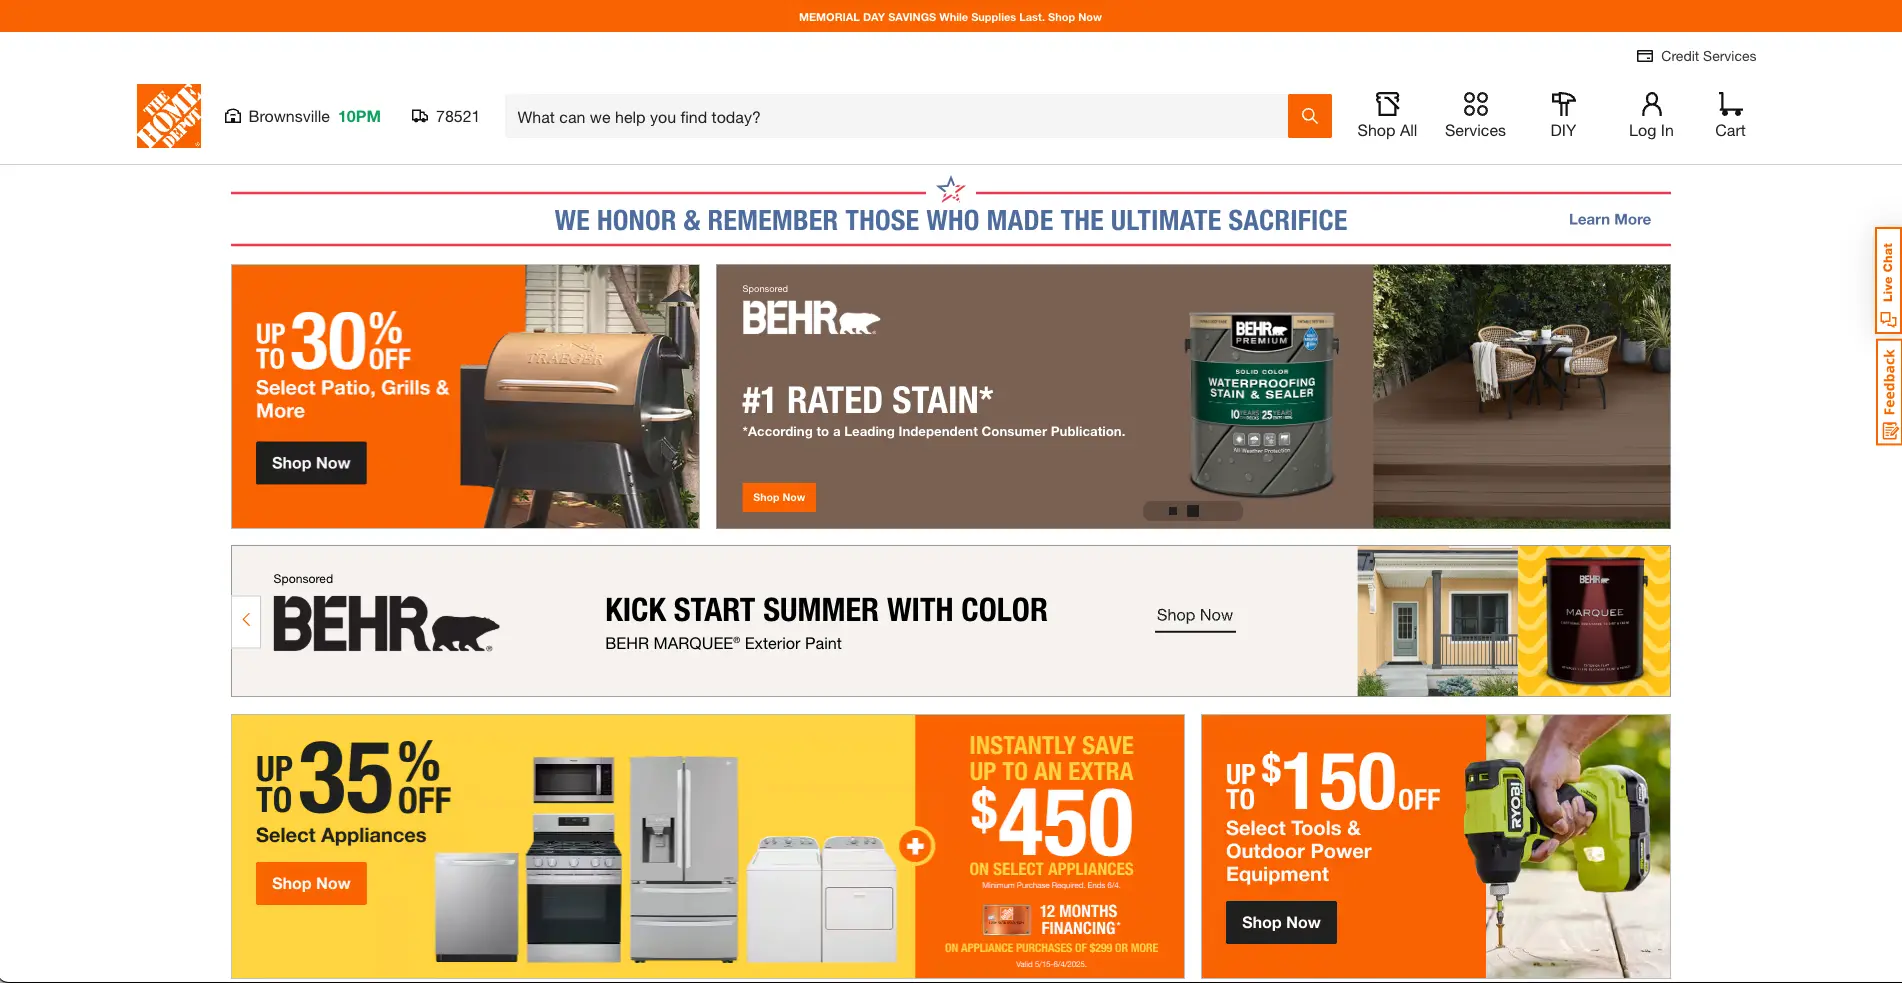 MEMORIAL DAY SAVINGS While Supplies Last. Shop Now
Credit Services
THE HOME DEPOT
Brownsville 10PM
78521
What can we help you find today?
Shop All
Services
DIY
Log In
Cart
WE HONOR & REMEMBER THOSE WHO MADE THE ULTIMATE SACRIFICE
Learn More
Live Chat
Feedback
UP TO 30% OFF
Select Patio, Grills &
More
Shop Now
TRAEGER
Sponsored
BEHR
#1 RATED STAIN*
*According to a Leading Independent Consumer Publication.
Shop Now
BEHR
PREMIUM
SOLID COLOR
WATERPROOFING
STAIN & SEALER
10 YEARS 25 YEARS
All-Weather Protection
Sponsored
BEHR®
KICK START SUMMER WITH COLOR
BEHR MARQUEE® Exterior Paint
Shop Now
BEHR
MARQUEE
UP TO 35% OFF
Select Appliances
Shop Now
INSTANTLY SAVE
UP TO AN EXTRA
$450
ON SELECT APPLIANCES
Minimum Purchase Required. Ends 6/4.
12 MONTHS
FINANCING*
ON APPLIANCE PURCHASES OF $299 OR MORE
Valid 5/15-6/4/2025.
UP TO $150 OFF
Select Tools &
Outdoor Power
Equipment
Shop Now
RYOBI